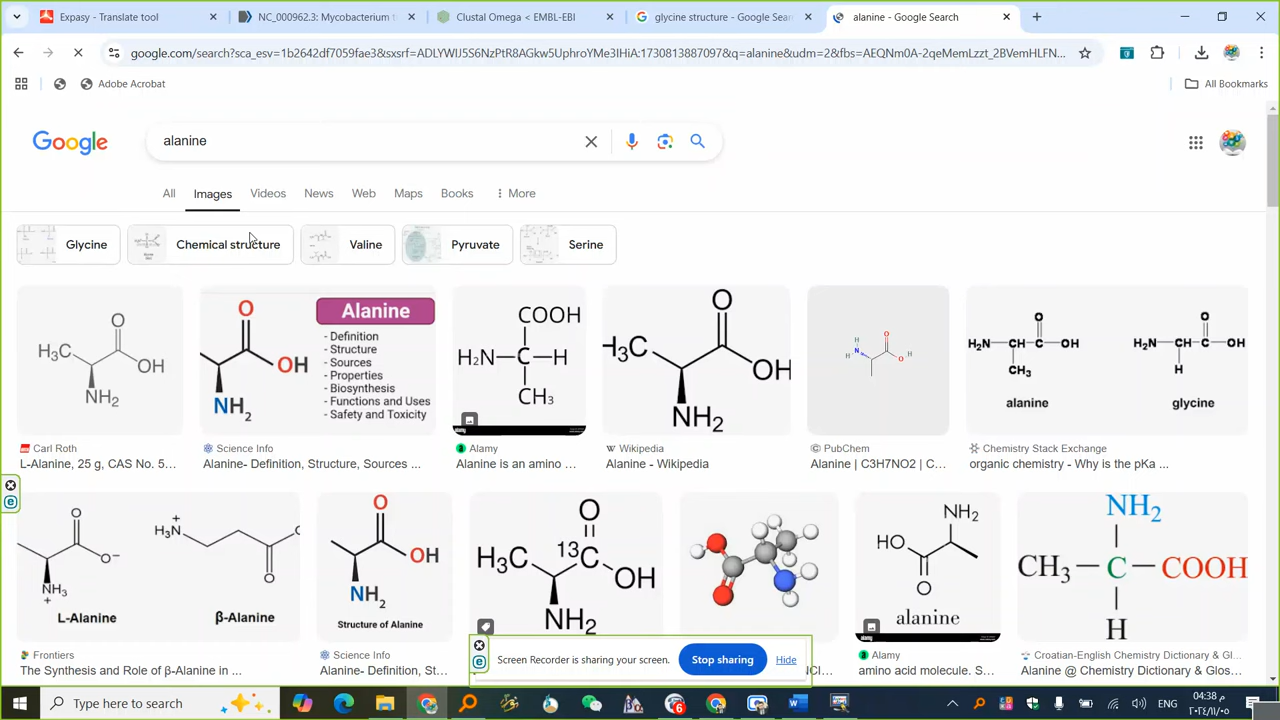 Expasy - Translate tool
NC_000962.3: Mycobacterium t
Clustal Omega < EMBL-EBI
glycine structure - Google Sear
alanine - Google Search
google.com/search?sca_esv=1b2642df7059fae3&sxsrf=ADLYWIJ5S6NzPtR8AGkw5UphroYMe3IHiA:1730813887097&q=alanine&udm=2&fbs=AEQNm0A-2qeMemLzzt_2BVemHLFN...
Adobe Acrobat
All Bookmarks
Google
alanine
All
Images
Videos
News
Web
Maps
Books
More
Glycine
Chemical structure
Valine
Pyruvate
Serine
H3C
O
OH
NH2
O
OH
NH2
Alanine
- Definition
- Structure
- Sources
- Properties
- Biosynthesis
- Functions and Uses
- Safety and Toxicity
COOH
H2N—C—H
CH3
O
H3C
OH
NH2
H
N
H
O
O
H
O
H2N—CH—C—OH
CH3
alanine
O
H2N—CH—C—OH
H
glycine
Carl Roth
L-Alanine, 25 g, CAS No. 5...
Science Info
Alanine- Definition, Structure, Sources ...
Alamy
Alanine is an amino ...
Wikipedia
Alanine - Wikipedia
PubChem
Alanine | C3H7NO2 | C...
Chemistry Stack Exchange
organic chemistry - Why is the pKa ...
O
O−
NH3
+
L-Alanine
+
H3N
O
β-Alanine
O
OH
NH2
Structure of Alanine
O
H3C
13C
OH
NH2
NH2
HO
O
alanine
alamy
NH2
CH3—C—COOH
H
Frontiers
The Synthesis and Role of β-Alanine in ...
Science Info
Alanine- Definition, St...
Alamy
amino acid molecule. S...
Croatian-English Chemistry Dictionary & Gl...
Alanine @ Chemistry Dictionary & Glos...
Screen Recorder is sharing your screen.
Stop sharing
Hide
Type here to search
6
ENG
04:38 م
٢٠٢٤/١١/٠٥